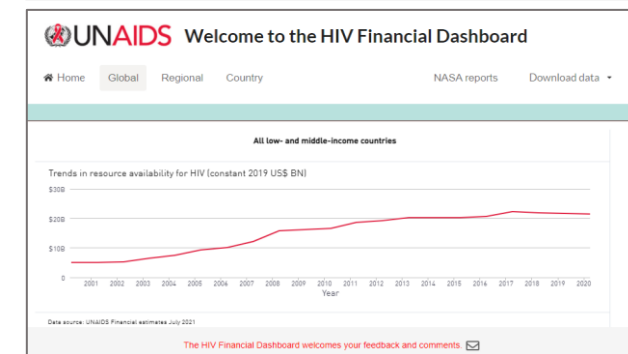 UNAIDS Welcome to the HIV Financial Dashboard
Home Global Regional Country NASA reports Download data
All low- and middle-income countries
Trends in resource availability for HIV (constant 2019 US$ BN)
$30B
$20B
$10B
0
2001 2002 2003 2004 2005 2006 2007 2008 2009 2010 2011 2012 2013 2014 2015 2016 2017 2018 2019 2020
Year
Data source: UNAIDS Financial estimates July 2021
The HIV Financial Dashboard welcomes your feedback and comments.